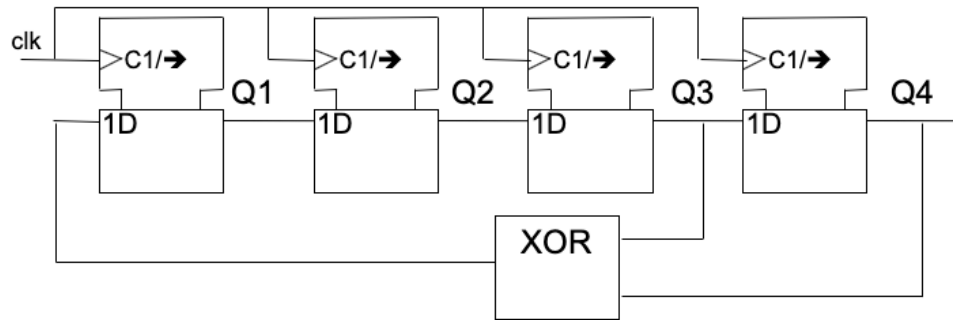 clk
C1/➔ C1/➔ C1/➔ C1/➔
Q1 Q2 Q3 Q4
1D 1D 1D 1D
XOR